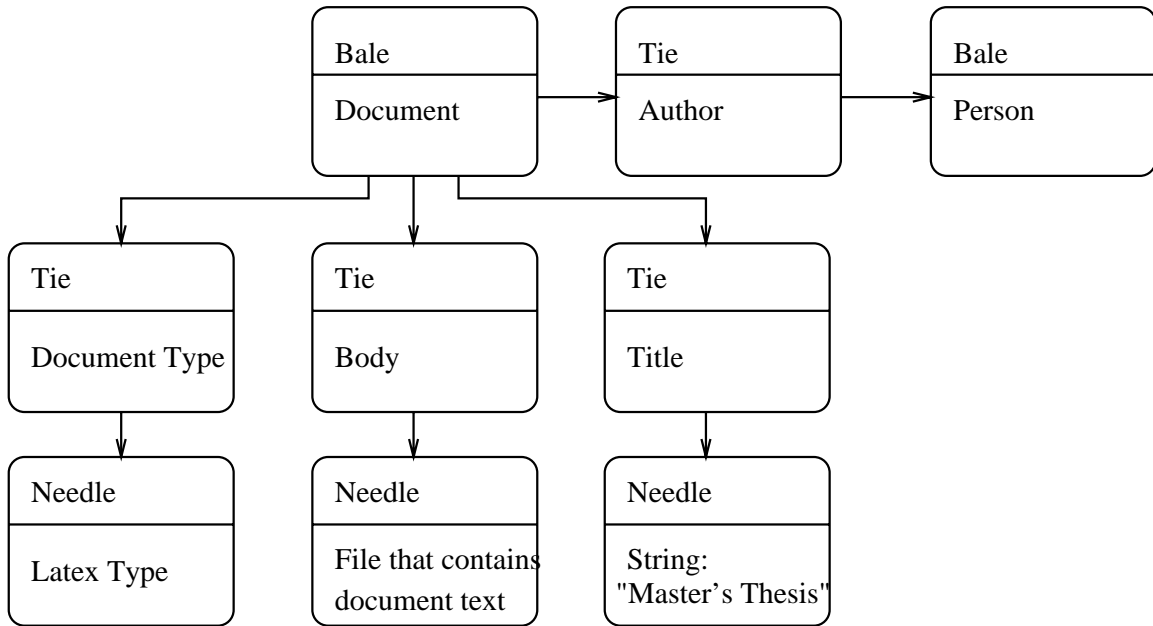 Bale
Document
Tie
Author
Bale
Person
Tie
Document Type
Tie
Body
Tie
Title
Needle
Latex Type
Needle
File that contains
document text
Needle
String:
"Master’s Thesis"